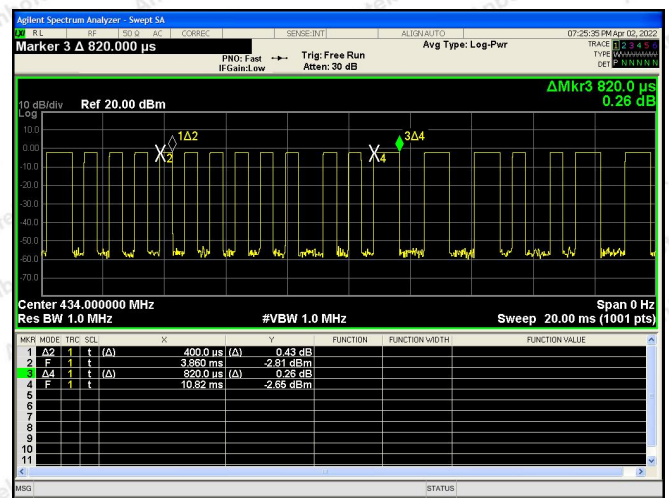 Agilent Spectrum Analyzer - Swept SA
LXI RL RF 50 Ω AC CORREC SENSE:INT ALIGN AUTO 07:25:35 PM Apr 02, 2022
Marker 3 Δ 820.000 µs Avg Type: Log-Pwr TRACE 1 2 3 4 5 6
PNO: Fast Trig: Free Run TYPE
IFGain:Low Atten: 30 dB DET P N N N N N
ΔMkr3 820.0 µs
0.26 dB
10 dB/div Ref 20.00 dBm
Log
10.0
0.00
-10.0
-20.0
-30.0
-40.0
-50.0
-60.0
-70.0
1Δ2
X2
3Δ4
X4
Center 434.000000 MHz Span 0 Hz
Res BW 1.0 MHz #VBW 1.0 MHz Sweep 20.00 ms (1001 pts)
MKR MODE TRC SCL X Y FUNCTION FUNCTION WIDTH FUNCTION VALUE
1 Δ2 1 t (Δ) 400.0 µs (Δ) 0.43 dB
2 F 1 t 3.860 ms -2.81 dBm
3 Δ4 1 t (Δ) 820.0 µs (Δ) 0.26 dB
4 F 1 t 10.82 ms -2.65 dBm
5
6
7
8
9
10
11
MSG STATUS